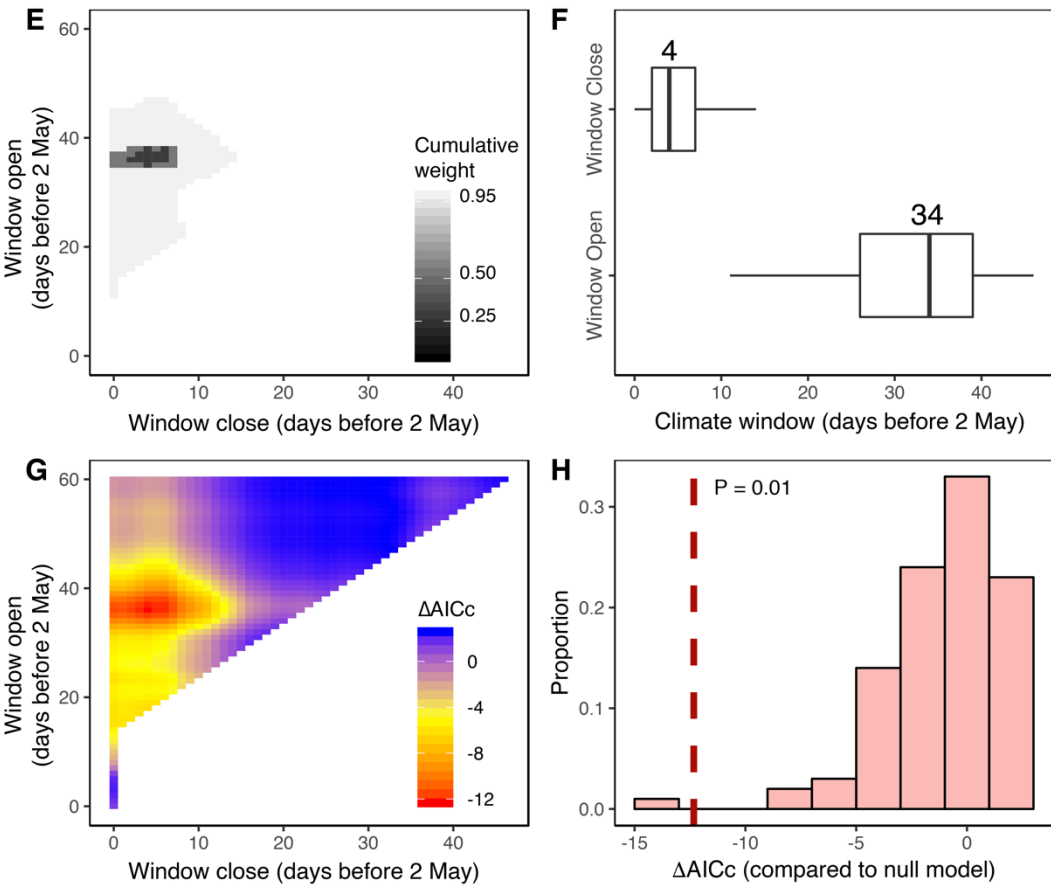 E
60
40
20
0
Window open
(days before 2 May)
Cumulative
weight
0.95
0.50
0.25
0 10 20 30 40
Window close (days before 2 May)
F
Window Close
Window Open
4
34
0 10 20 30 40
Climate window (days before 2 May)
G
60
40
20
0
Window open
(days before 2 May)
ΔAICc
0
-4
-8
-12
0 10 20 30 40
Window close (days before 2 May)
H
P = 0.01
0.3
0.2
0.1
0.0
Proportion
-15 -10 -5 0
ΔAICc (compared to null model)